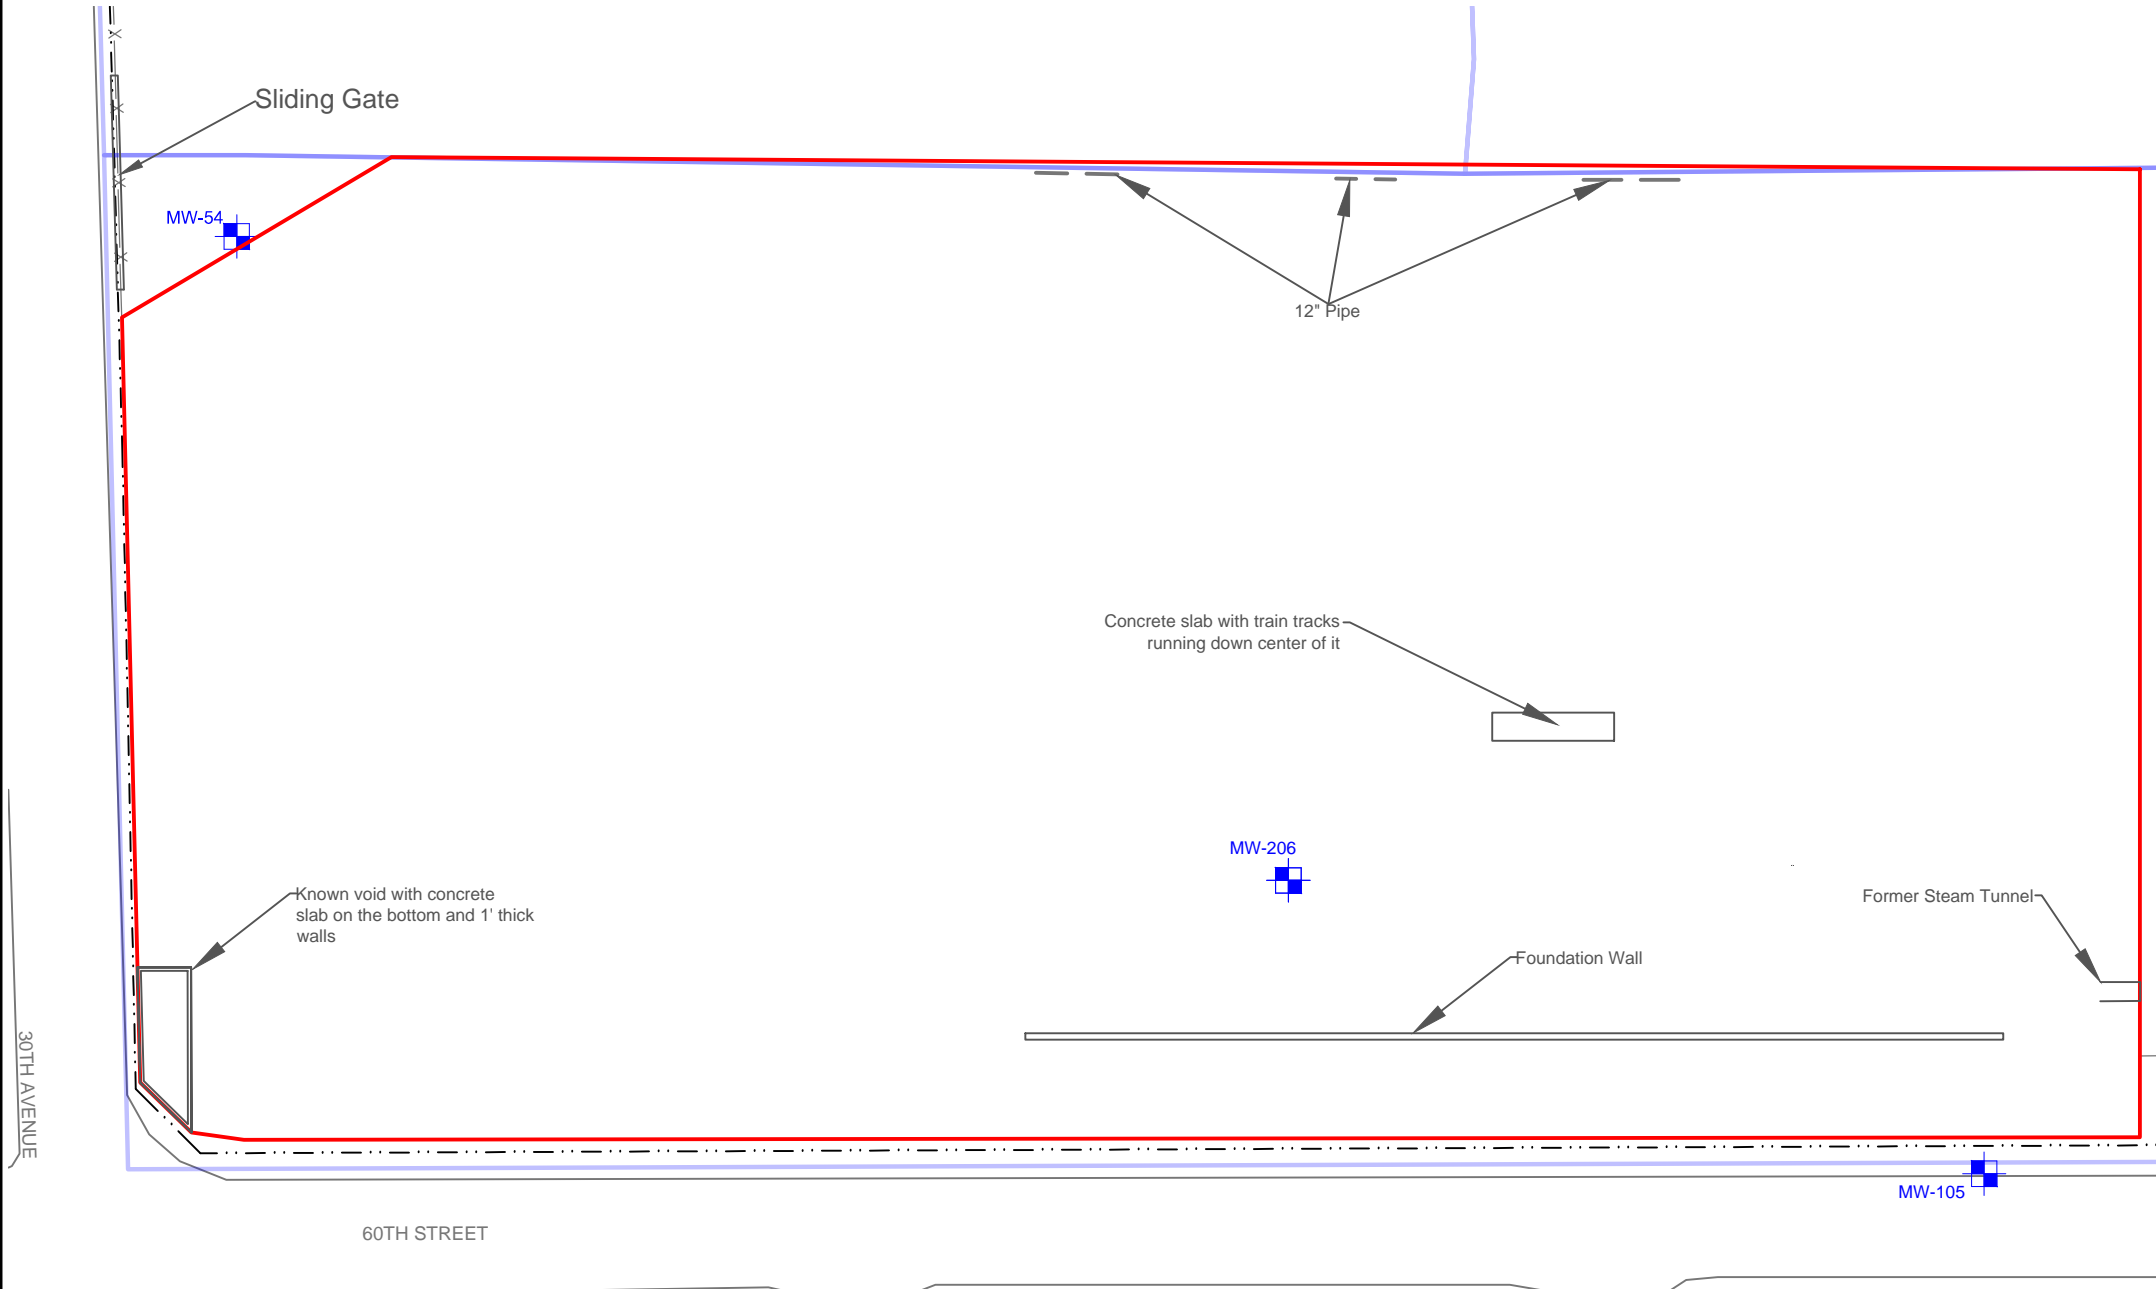 Sliding Gate
MW-54
12" Pipe
Concrete slab with train tracks
running down center of it
MW-206
Known void with concrete
slab on the bottom and 1' thick
walls
Former Steam Tunnel
Foundation Wall
30TH AVENUE
MW-105
60TH STREET